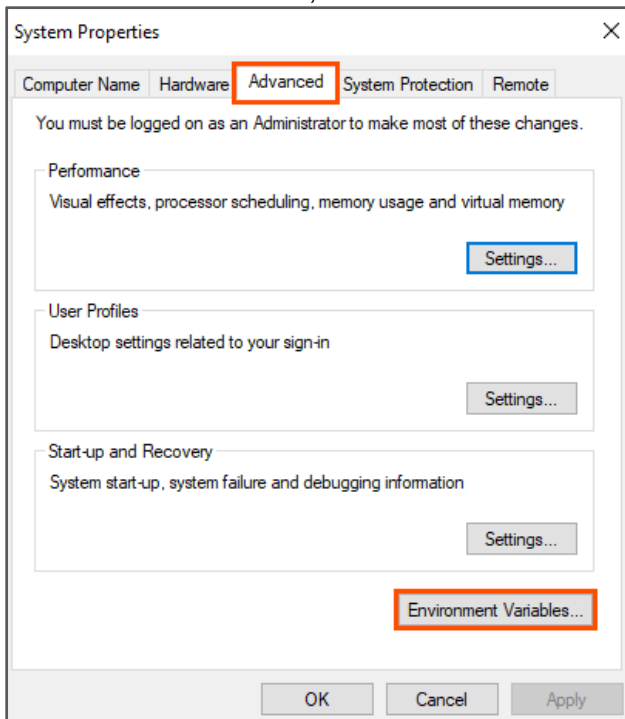 System Properties
Computer Name Hardware Advanced System Protection Remote
You must be logged on as an Administrator to make most of these changes.
Performance
Visual effects, processor scheduling, memory usage and virtual memory
Settings...
User Profiles
Desktop settings related to your sign-in
Settings...
Start-up and Recovery
System start-up, system failure and debugging information
Settings...
Environment Variables...
OK Cancel Apply